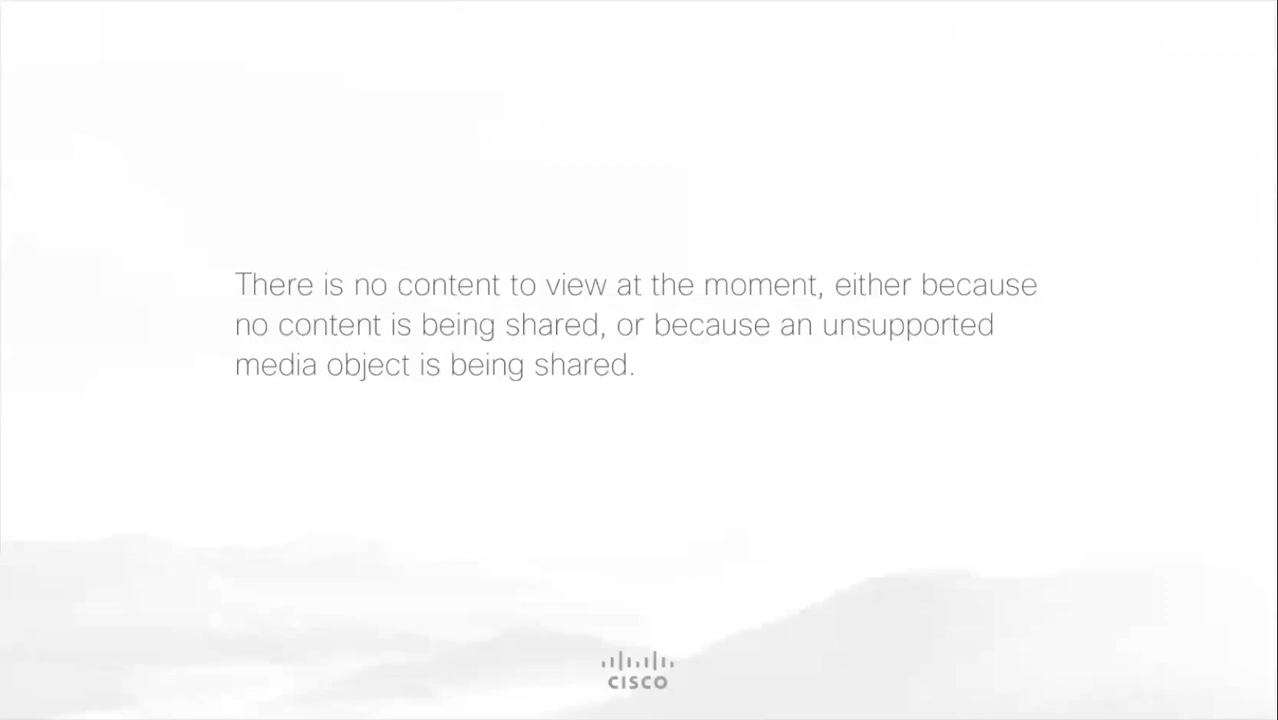 There is no content to view at the moment, either because
no content is being shared, or because an unsupported
media object is being shared.
CISCO